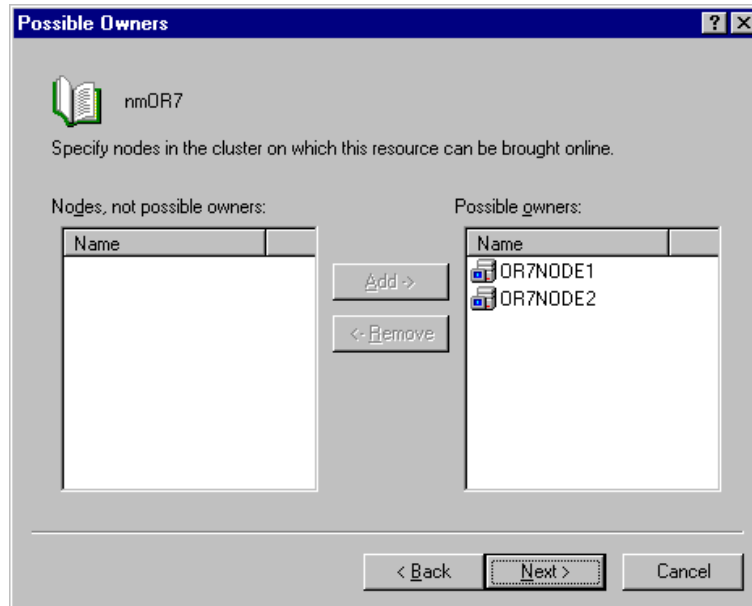 Possible Owners
nmOR7
Specify nodes in the cluster on which this resource can be brought online.
Nodes, not possible owners:
Possible owners:
Name
Name
OR7NODE1
OR7NODE2
Add ->
<- Remove
< Back
Next >
Cancel